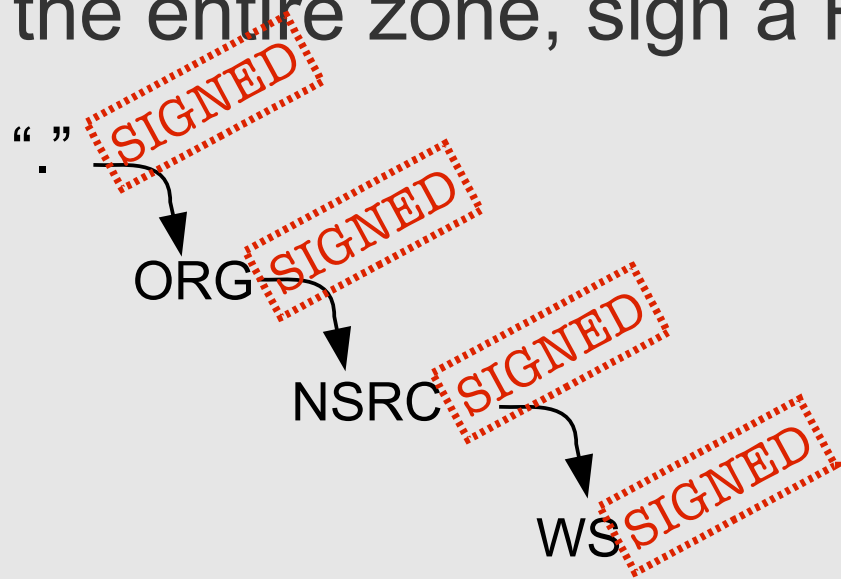 the entire zone, sign a
“.” SIGNED
ORG SIGNED
NSRC SIGNED
WS SIGNED